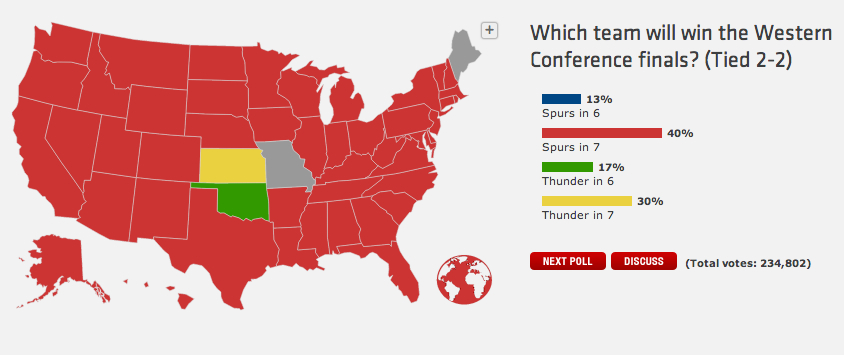 +
Which team will win the Western
Conference finals? (Tied 2-2)
13%
Spurs in 6
40%
Spurs in 7
17%
Thunder in 6
30%
Thunder in 7
NEXT POLL DISCUSS (Total votes: 234,802)